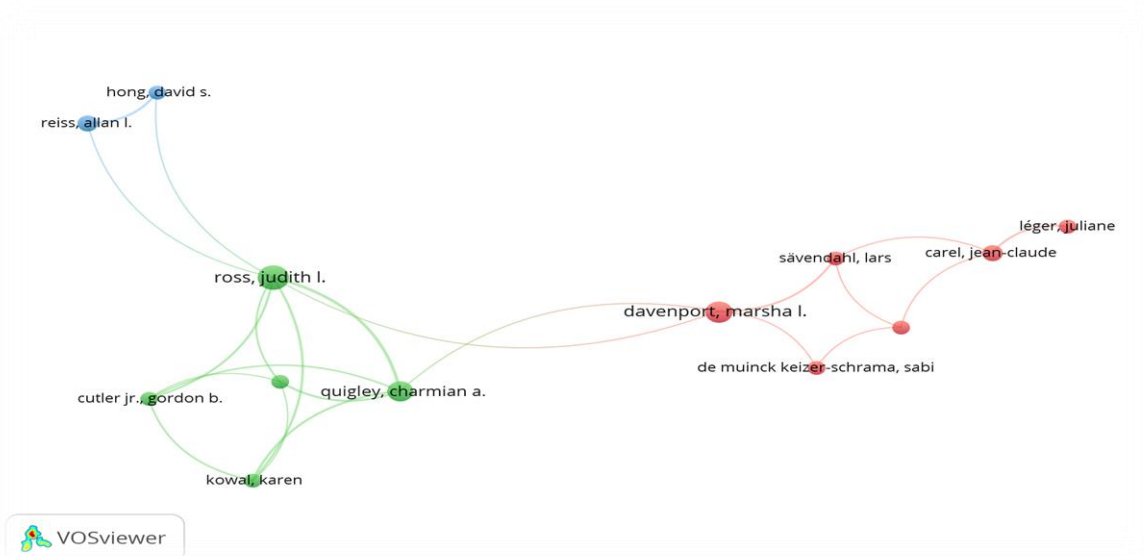 hong, david s.
reiss, allan l.
léger, juliane
carel, jean-claude
sävendahl, lars
ross, judith l.
davenport, marsha l.
de muinck keizer-schrama, sabi
quigley, charmian a.
cutler jr., gordon b.
kowal, karen
VOSviewer